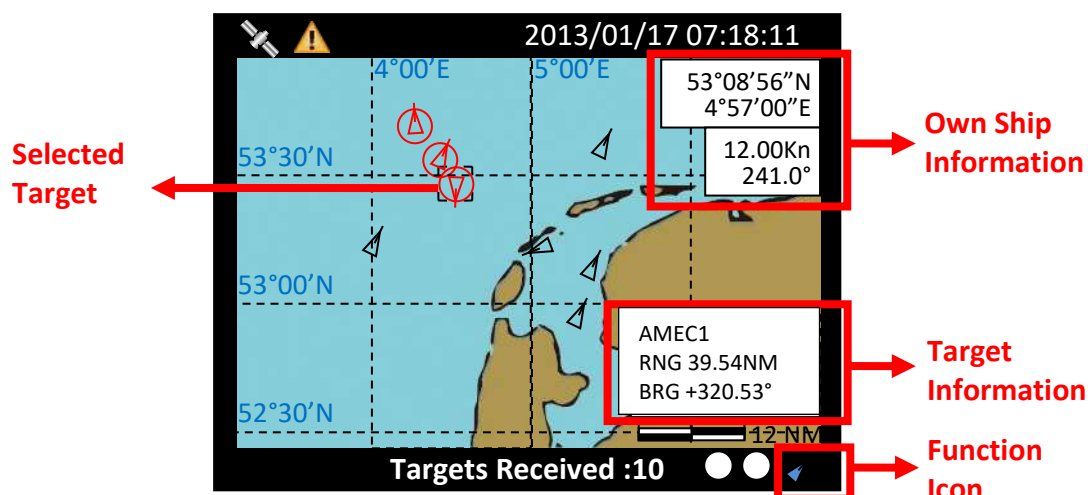 2013/01/17 07:18:11
4°00’E
5°00’E
53°08’56”N
4°57’00”E
Own Ship
Information
12.00Kn
241.0°
Selected
Target
53°30’N
53°00’N
AMEC1
RNG 39.54NM
BRG +320.53°
Target
Information
52°30’N
12 NM
Targets Received :10
Function
Icon